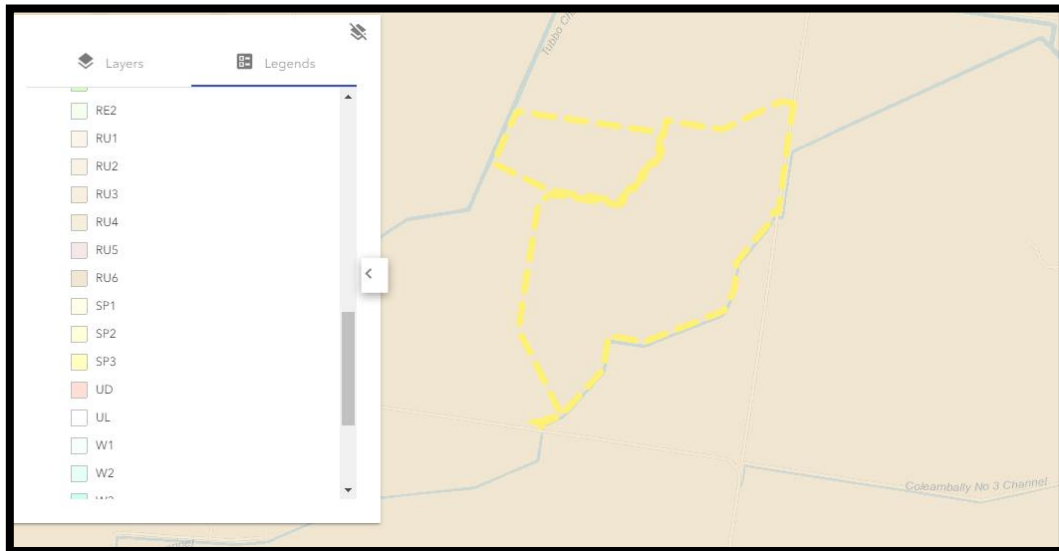 Layers
Legends
RE2
RU1
RU2
RU3
RU4
RU5
RU6
SP1
SP2
SP3
UD
UL
W1
W2
Tubbo
Coleambally No 3 Channel